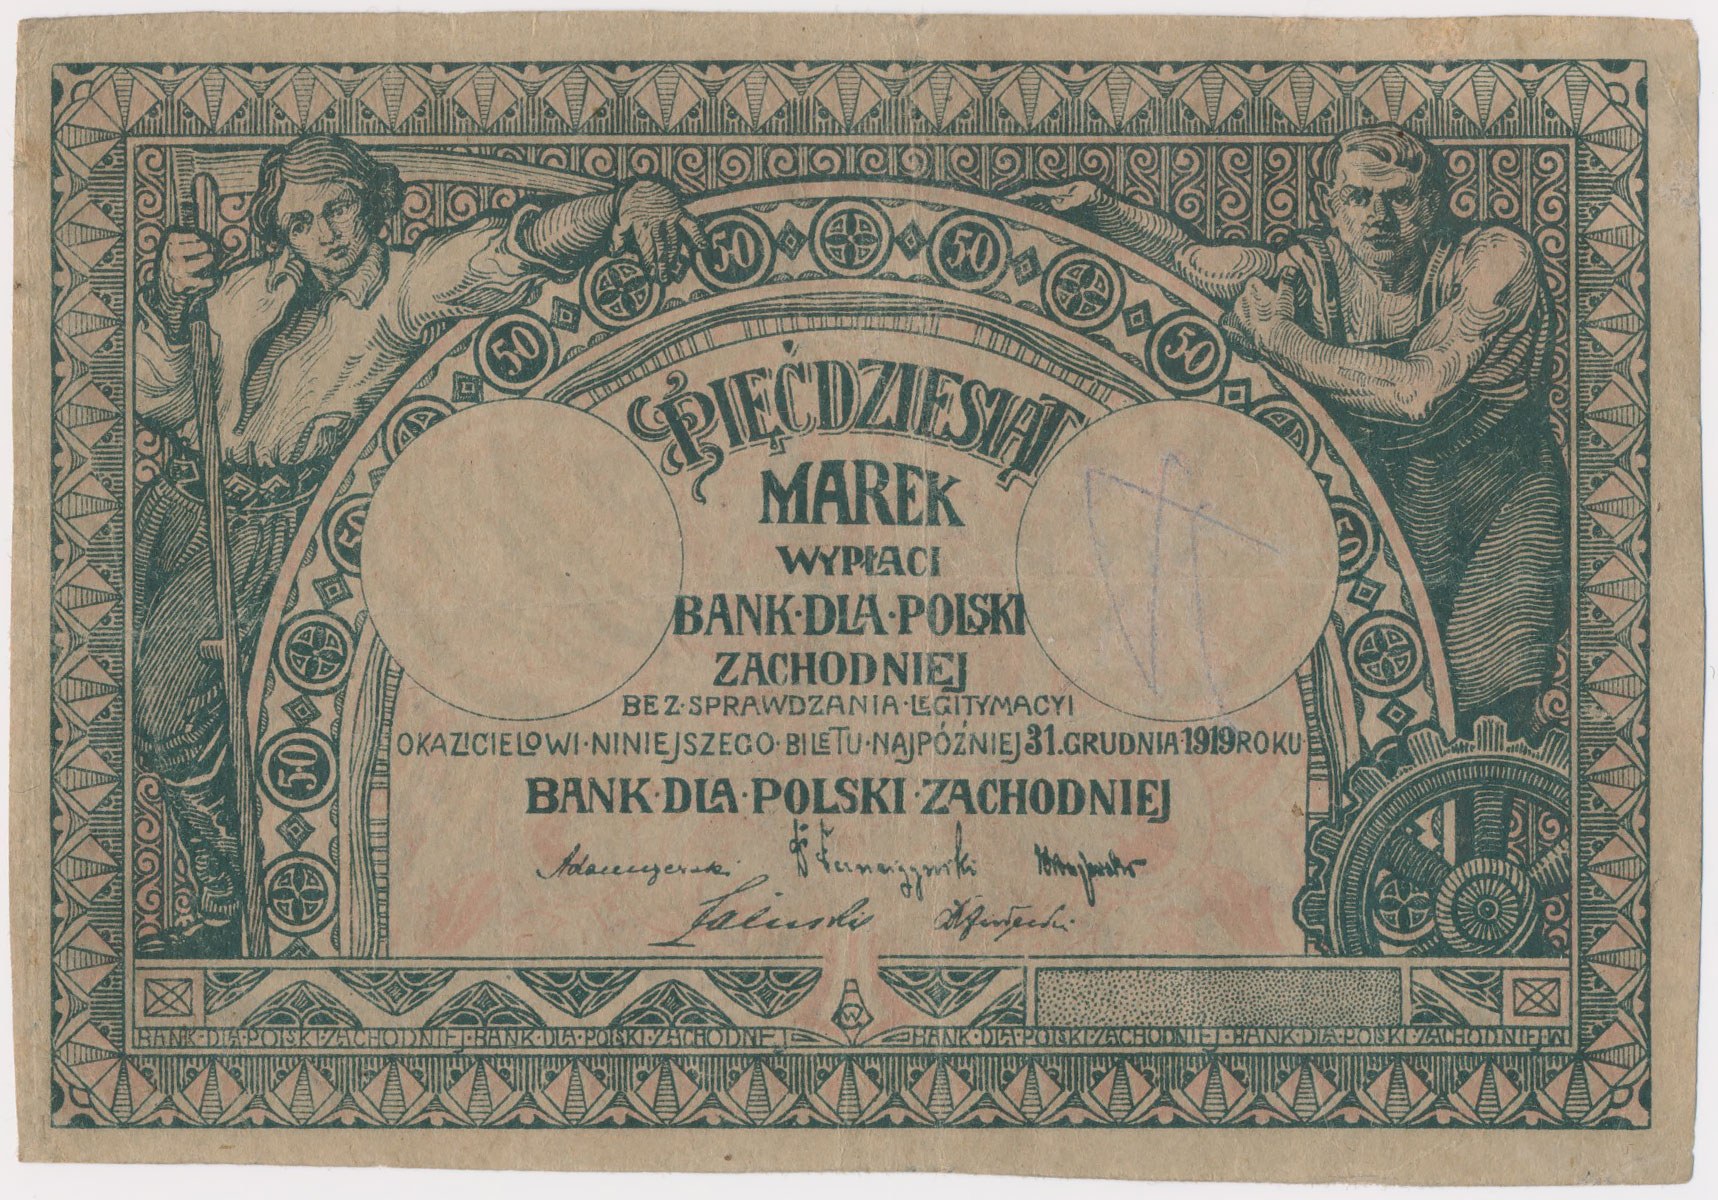 50 50
50 50
PIĘĆDZIESIĄT
MAREK
WYPŁACI
BANK·DLA·POLSKI
ZACHODNIEJ
BEZ·SPRAWDZANIA·LEGITYMACYI
OKAZICIELOWI·NINIEJSZEGO·BILETU·NAJPÓŹNIEJ 31.GRUDNIA 1919 ROKU
50
BANK·DLA·POLSKI·ZACHODNIEJ
BANK·DLA·POLSKI·ZACHODNIEJ·BANK·DLA·POLSKI·ZACHODNIEJ BANK·DLA·POLSKI·ZACHODNIEJ·BANK·DLA·POLSKI·ZACHODNIEJ